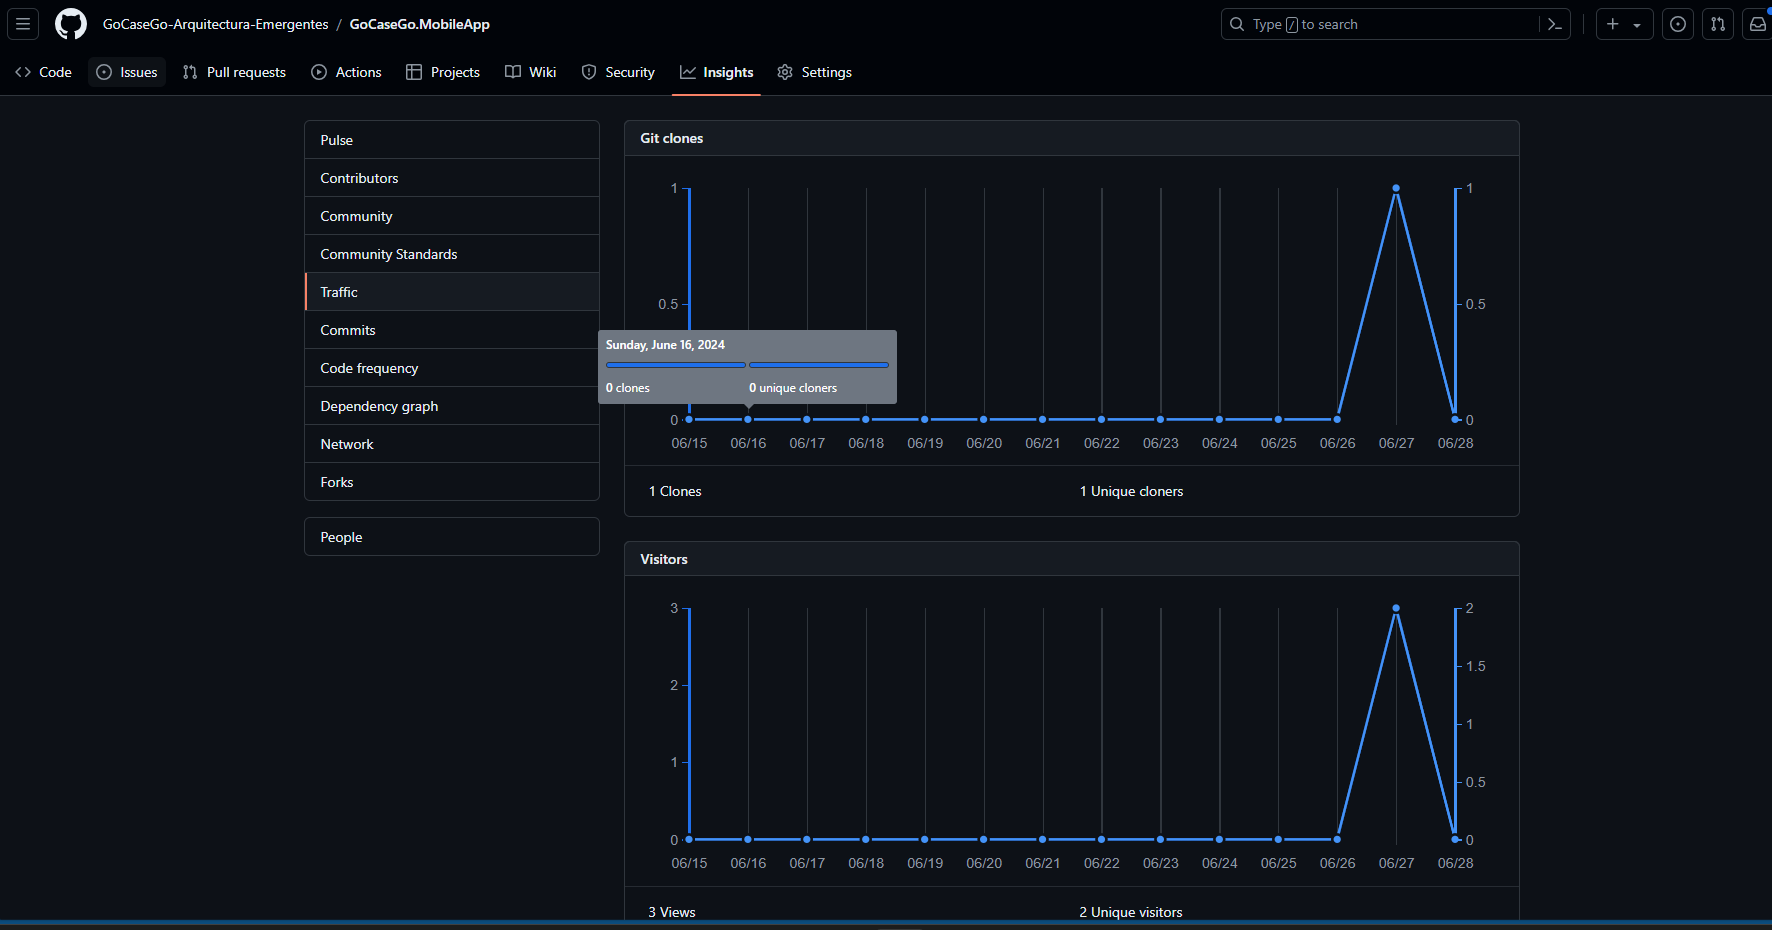 GoCaseGo-Arquitectura-Emergentes / GoCaseGo.MobileApp
Type / to search
Code Issues Pull requests Actions Projects Wiki Security Insights Settings
Pulse
Contributors
Community
Community Standards
Traffic
Commits
Code frequency
Dependency graph
Network
Forks
People
Git clones
1 1
0.5 0.5
Sunday, June 16, 2024
0 clones 0 unique cloners
0 0
06/15 06/16 06/17 06/18 06/19 06/20 06/21 06/22 06/23 06/24 06/25 06/26 06/27 06/28
1 Clones 1 Unique cloners
Visitors
3 2
1.5
2
1
1
0.5
0 0
06/15 06/16 06/17 06/18 06/19 06/20 06/21 06/22 06/23 06/24 06/25 06/26 06/27 06/28
3 Views 2 Unique visitors